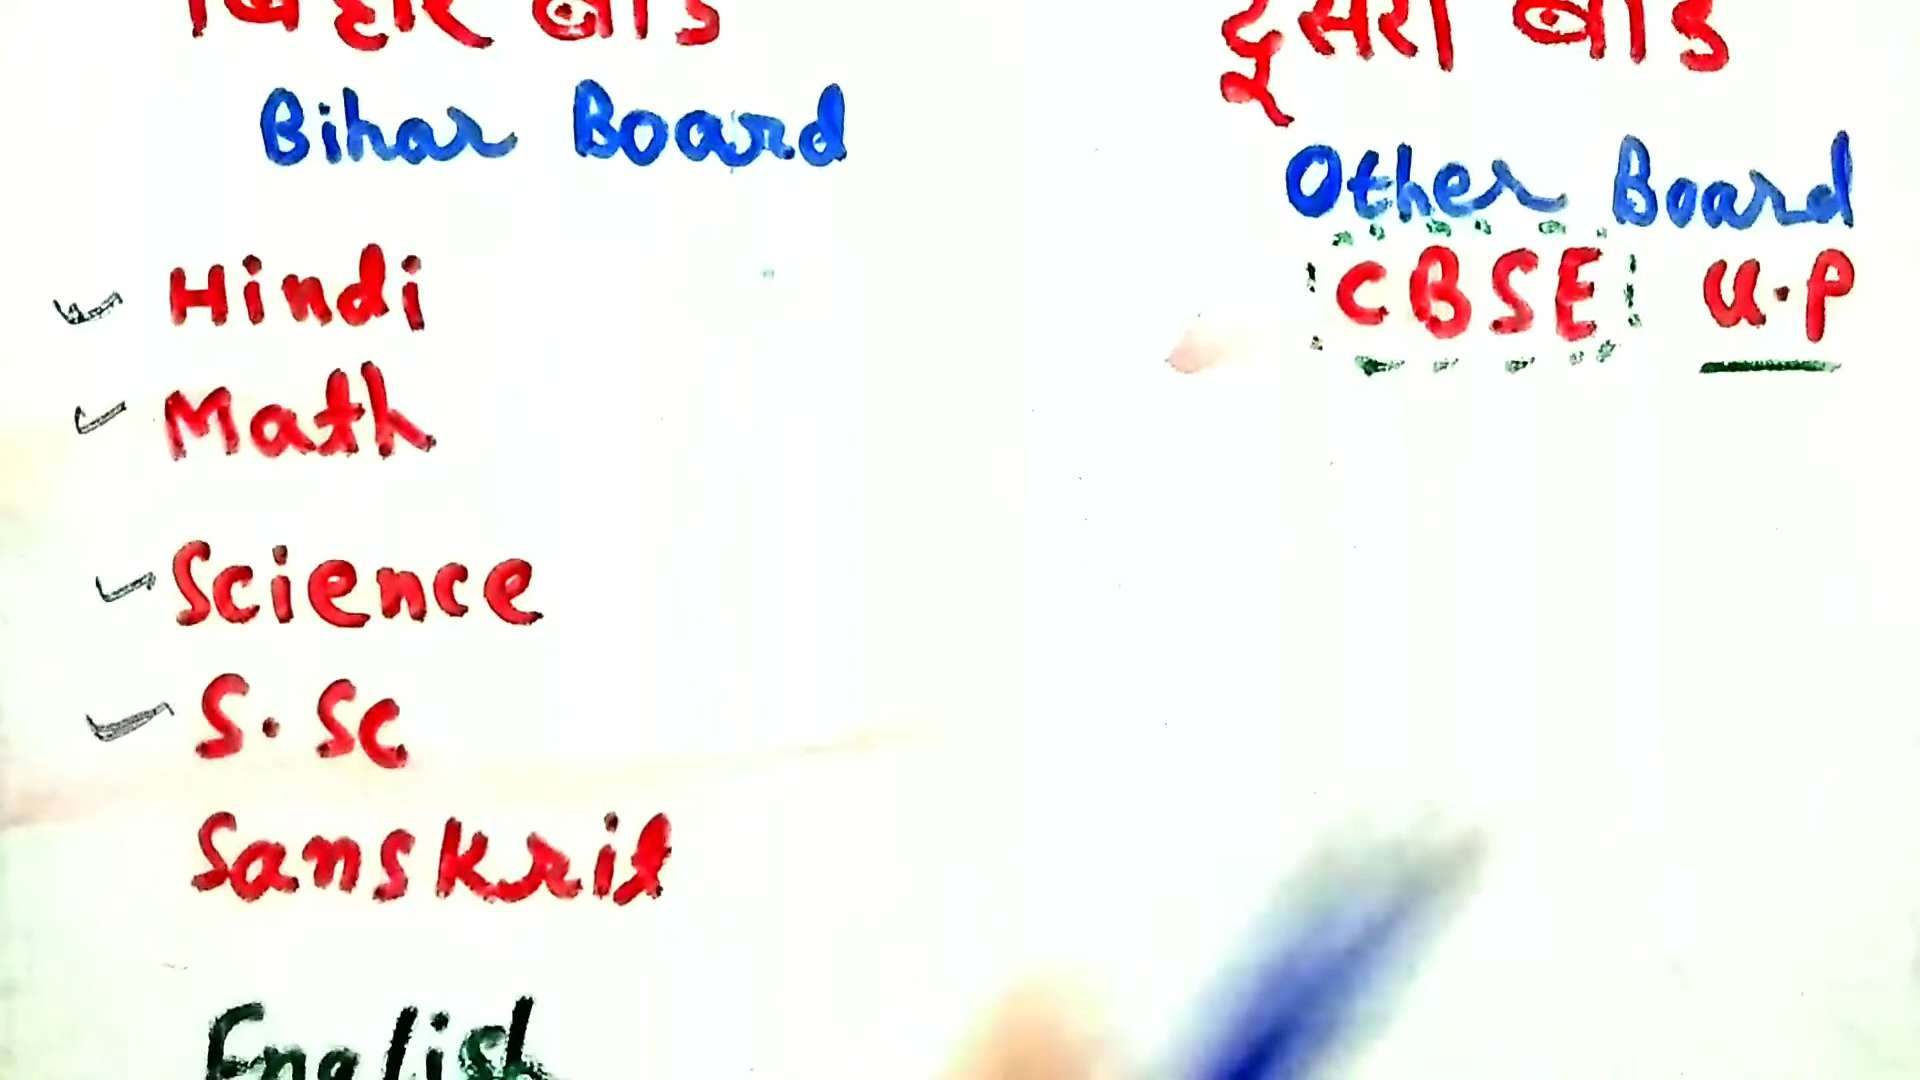 बिहार बोर्ड
Bihar Board
Hindi
Math
Science
S.Sc
Sanskrit
English
दूसरा बोर्ड
Other Board
CBSE U.P